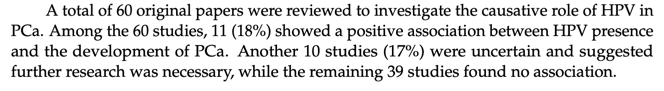 A total of 60 original papers were reviewed to investigate the causative role of HPV in
PCa. Among the 60 studies, 11 (18%) showed a positive association between HPV presence
and the development of PCa. Another 10 studies (17%) were uncertain and suggested
further research was necessary, while the remaining 39 studies found no association.